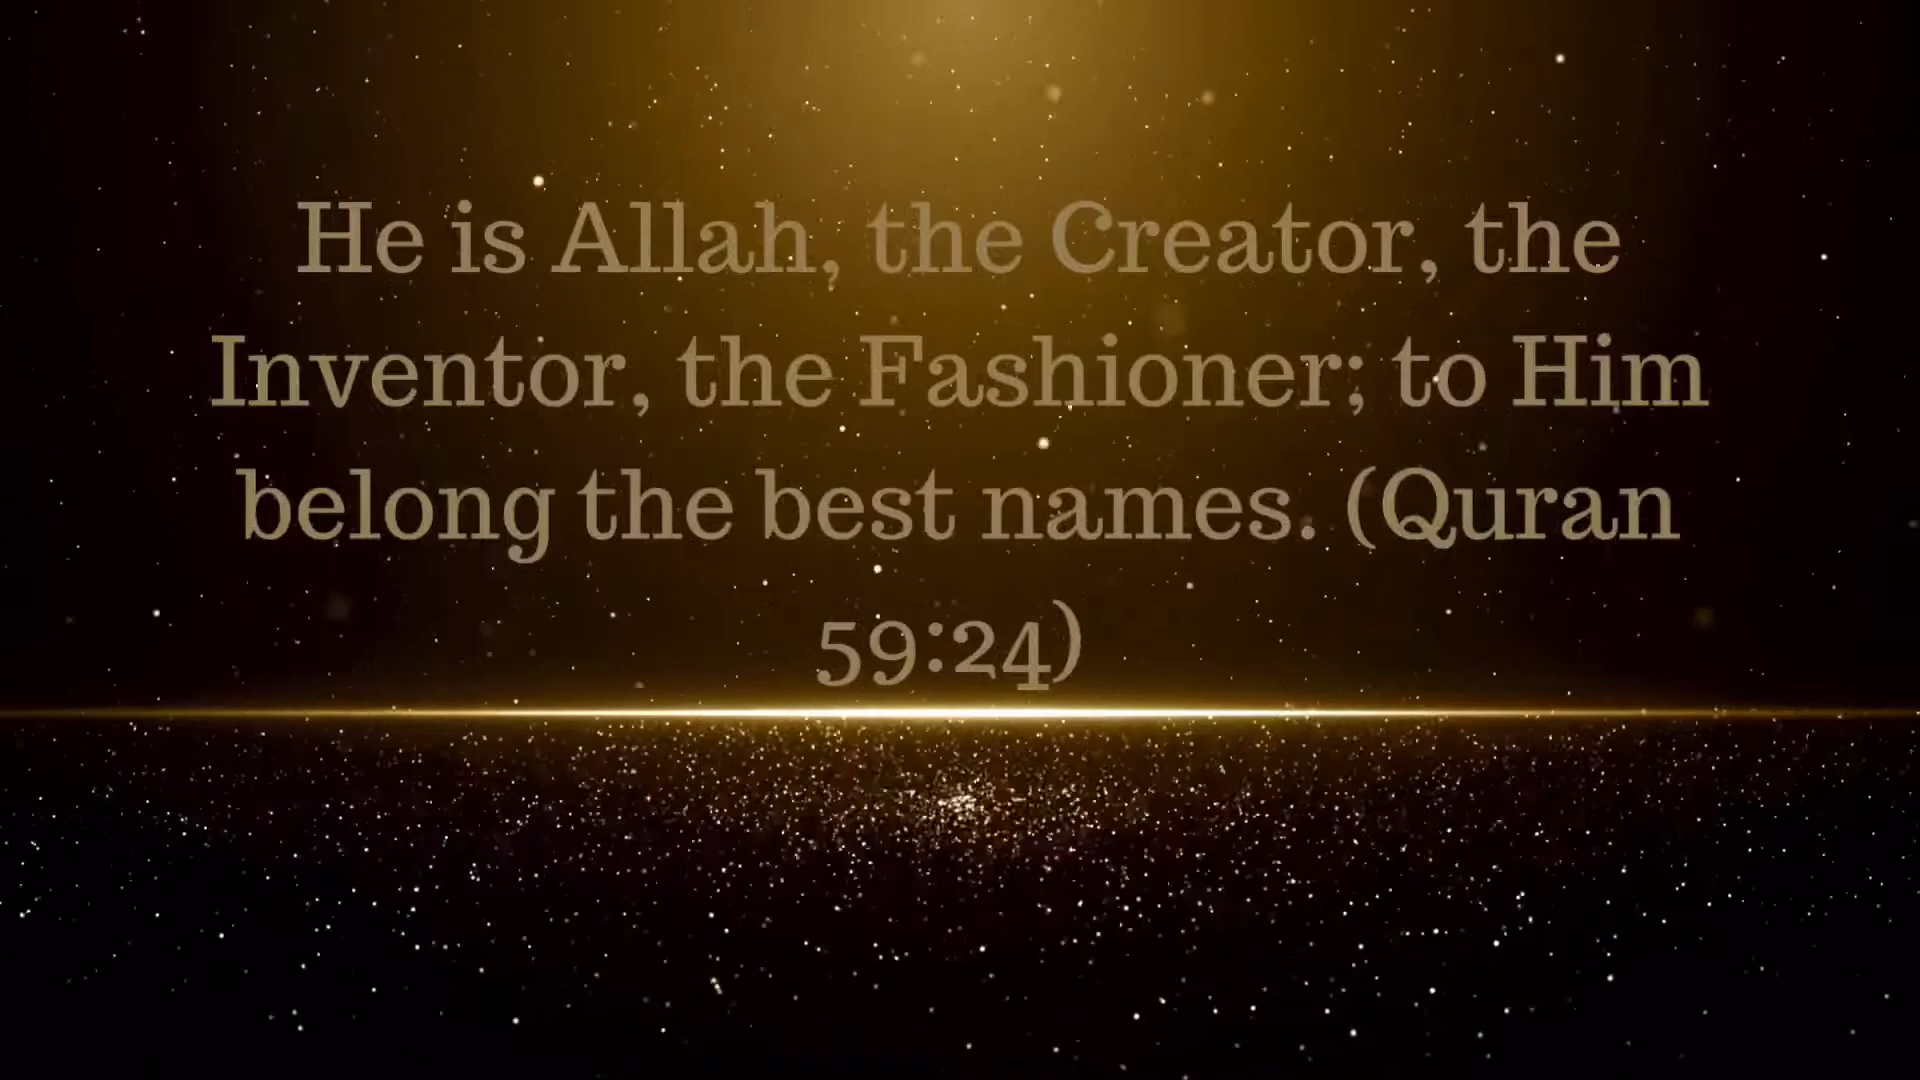 He is Allah, the Creator, the
Inventor, the Fashioner; to Him
belong the best names. (Quran
59:24)